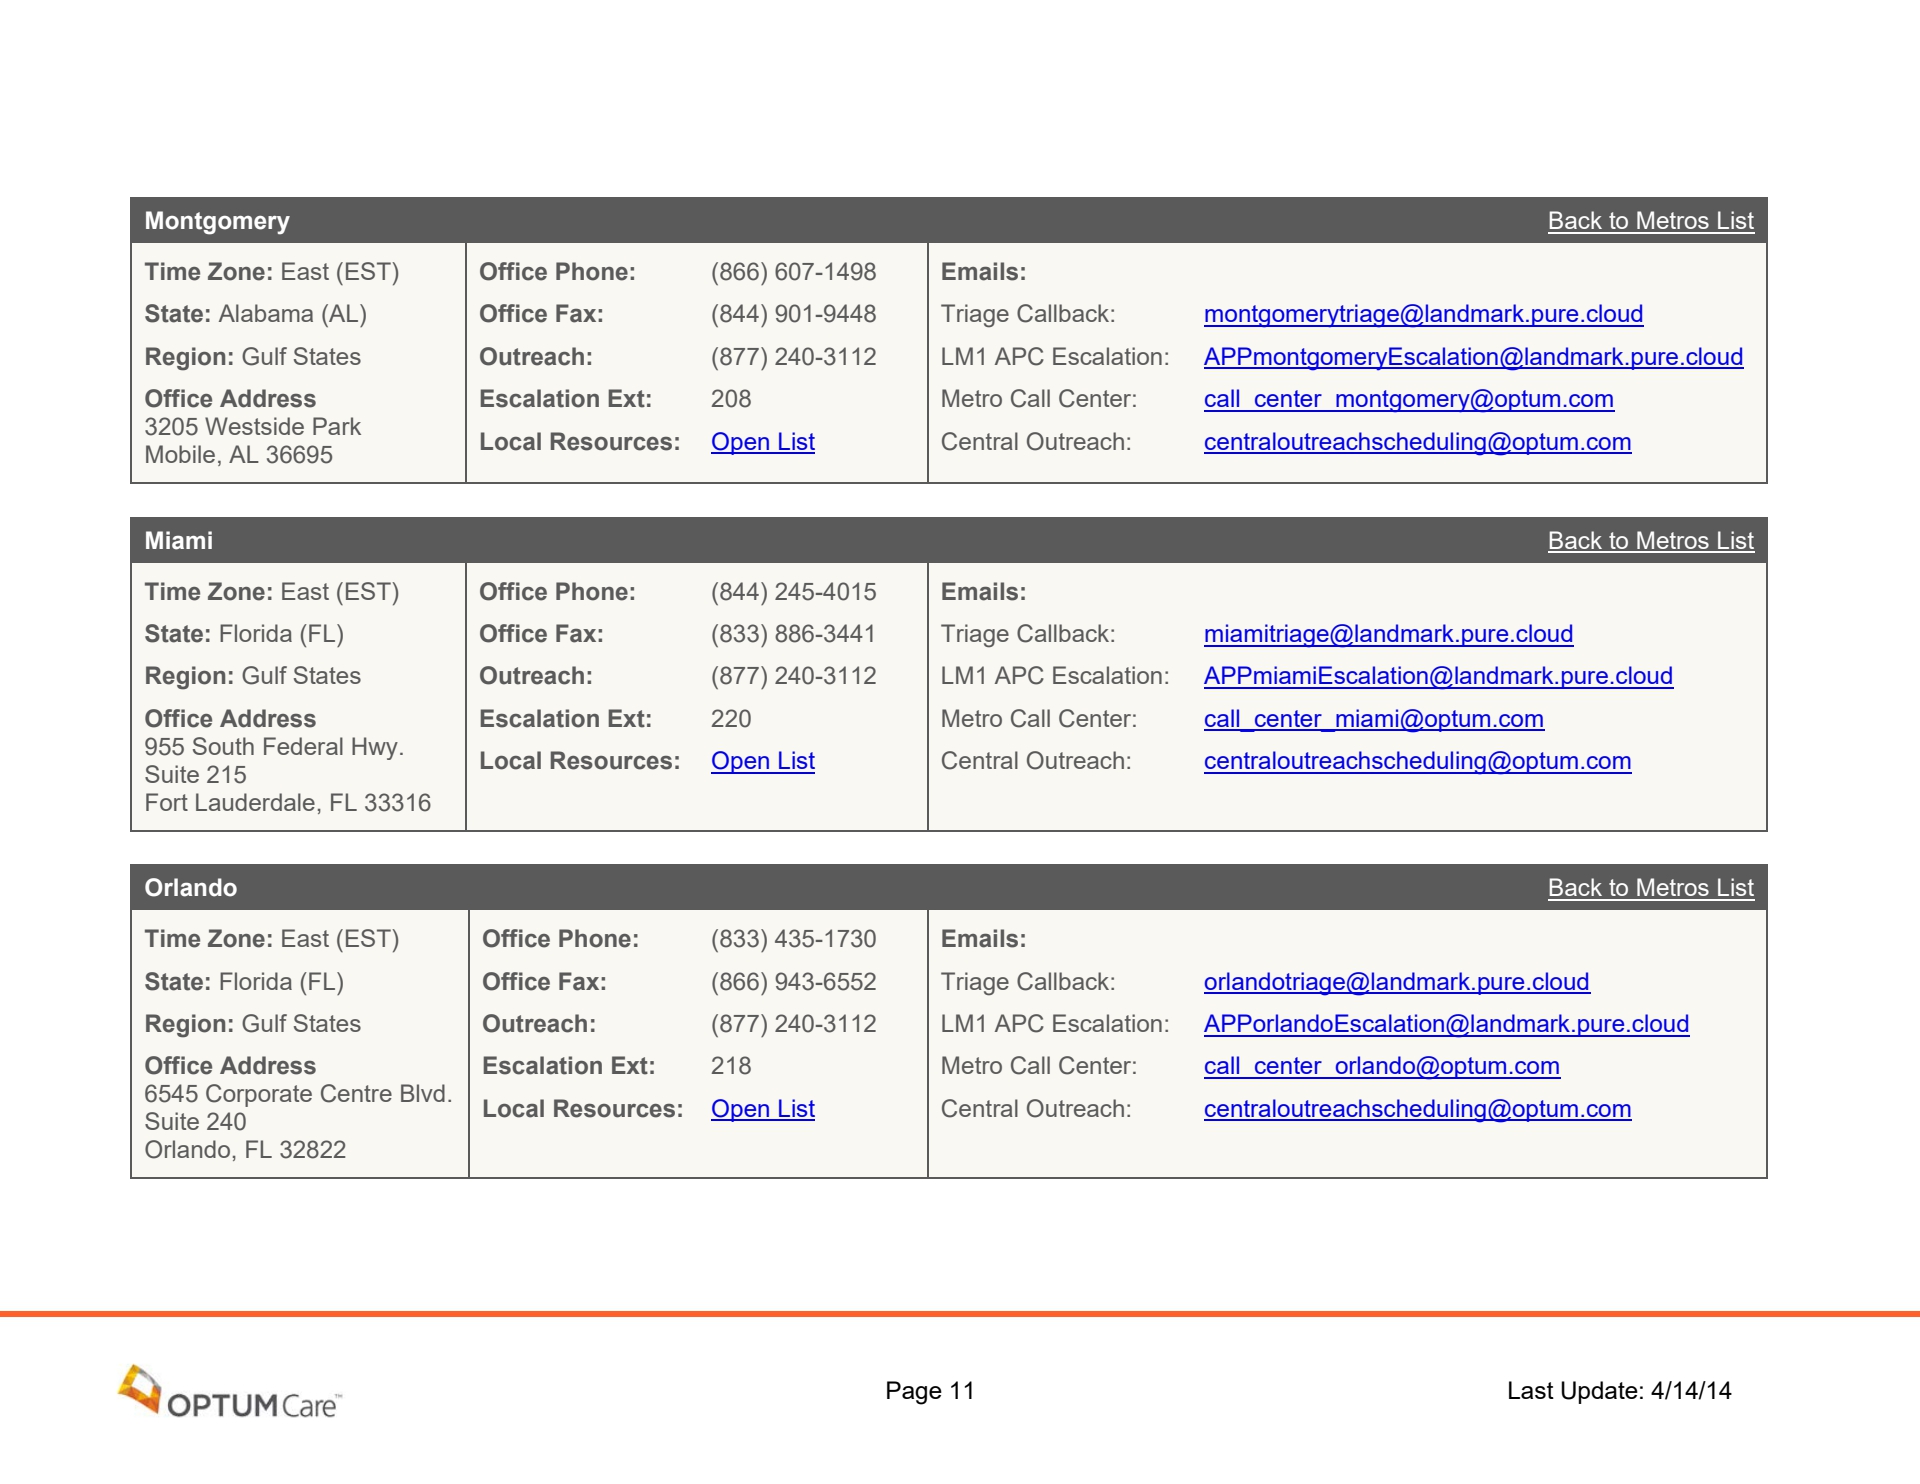 Montgomery Back to Metros List
Time Zone: East (EST)
State: Alabama (AL)
Region: Gulf States
Office Address
3205 Westside Park
Mobile, AL 36695
Office Phone: (866) 607-1498
Office Fax: (844) 901-9448
Outreach: (877) 240-3112
Escalation Ext: 208
Local Resources: Open List
Emails:
Triage Callback: montgomerytriage@landmark.pure.cloud
LM1 APC Escalation: APPmontgomeryEscalation@landmark.pure.cloud
Metro Call Center: call_center_montgomery@optum.com
Central Outreach: centraloutreachscheduling@optum.com
Miami Back to Metros List
Time Zone: East (EST)
State: Florida (FL)
Region: Gulf States
Office Address
955 South Federal Hwy.
Suite 215
Fort Lauderdale, FL 33316
Office Phone: (844) 245-4015
Office Fax: (833) 886-3441
Outreach: (877) 240-3112
Escalation Ext: 220
Local Resources: Open List
Emails:
Triage Callback: miamitriage@landmark.pure.cloud
LM1 APC Escalation: APPmiamiEscalation@landmark.pure.cloud
Metro Call Center: call_center_miami@optum.com
Central Outreach: centraloutreachscheduling@optum.com
Orlando Back to Metros List
Time Zone: East (EST)
State: Florida (FL)
Region: Gulf States
Office Address
6545 Corporate Centre Blvd.
Suite 240
Orlando, FL 32822
Office Phone: (833) 435-1730
Office Fax: (866) 943-6552
Outreach: (877) 240-3112
Escalation Ext: 218
Local Resources: Open List
Emails:
Triage Callback: orlandotriage@landmark.pure.cloud
LM1 APC Escalation: APPorlandoEscalation@landmark.pure.cloud
Metro Call Center: call_center_orlando@optum.com
Central Outreach: centraloutreachscheduling@optum.com
OPTUM Care™ Page 11 Last Update: 4/14/14